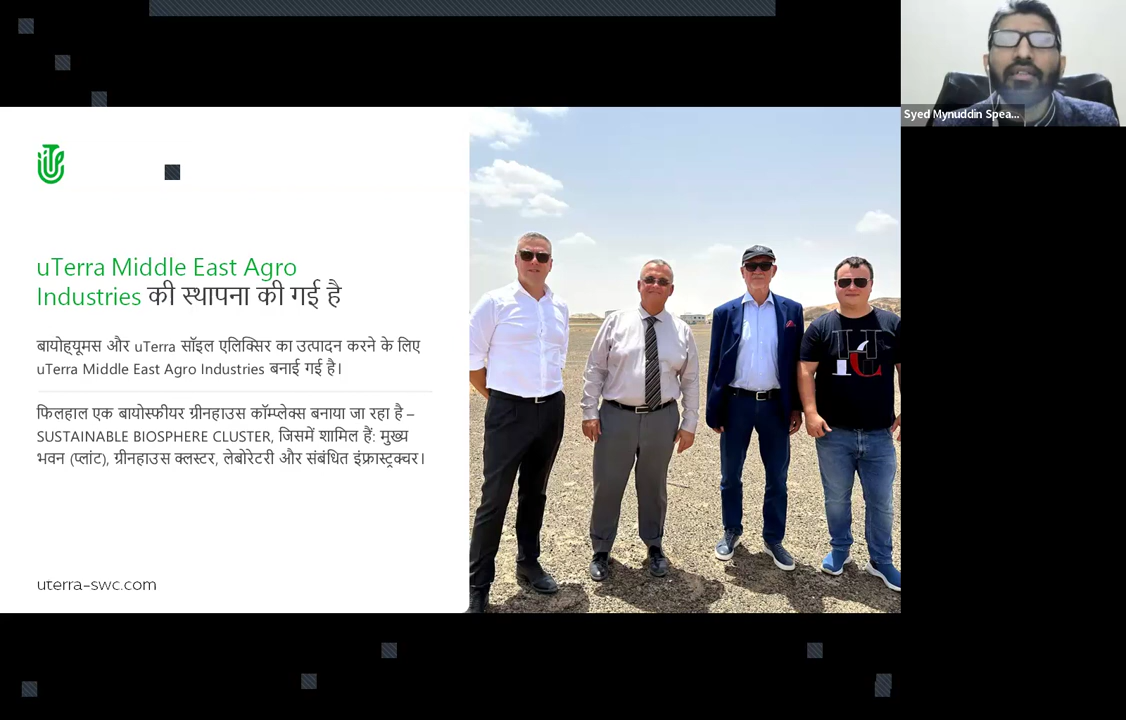 Syed Mynuddin Spea...
uTerra Middle East Agro
Industries की स्थापना की गई है
बायोह्यूमस और uTerra सॉइल एलिक्सिर का उत्पादन करने के लिए
uTerra Middle East Agro Industries बनाई गई है।
फिलहाल एक बायोस्फीयर ग्रीनहाउस कॉम्प्लेक्स बनाया जा रहा है –
SUSTAINABLE BIOSPHERE CLUSTER, जिसमें शामिल हैं: मुख्य
भवन (प्लांट), ग्रीनहाउस क्लस्टर, लेबोरेटरी और संबंधित इंफ्रास्ट्रक्चर।
uterra-swc.com